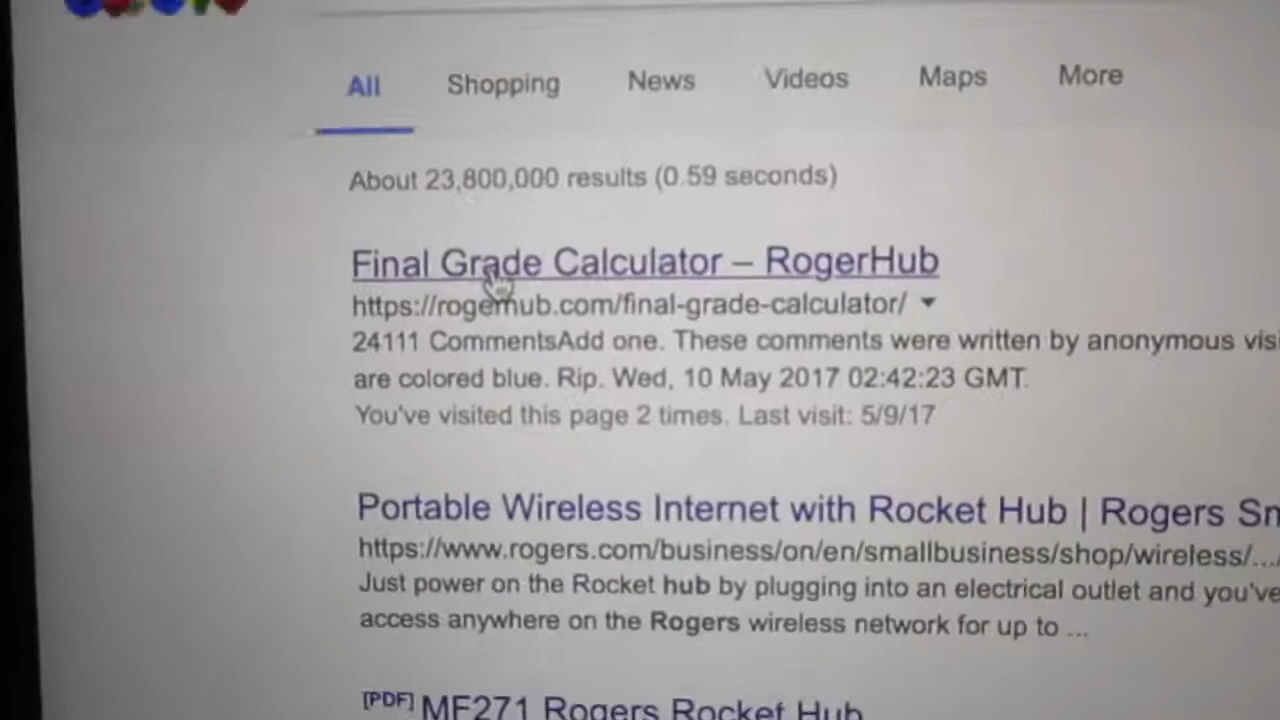 All Shopping News Videos Maps More
About 23,800,000 results (0.59 seconds)
Final Grade Calculator – RogerHub
https://rogerhub.com/final-grade-calculator/
24111 CommentsAdd one. These comments were written by anonymous vis
are colored blue. Rip. Wed, 10 May 2017 02:42:23 GMT.
You've visited this page 2 times. Last visit: 5/9/17
Portable Wireless Internet with Rocket Hub | Rogers Sm
https://www.rogers.com/business/on/en/smallbusiness/shop/wireless/...
Just power on the Rocket hub by plugging into an electrical outlet and you've
access anywhere on the Rogers wireless network for up to ...
[PDF] MF271 Rogers Rocket Hub